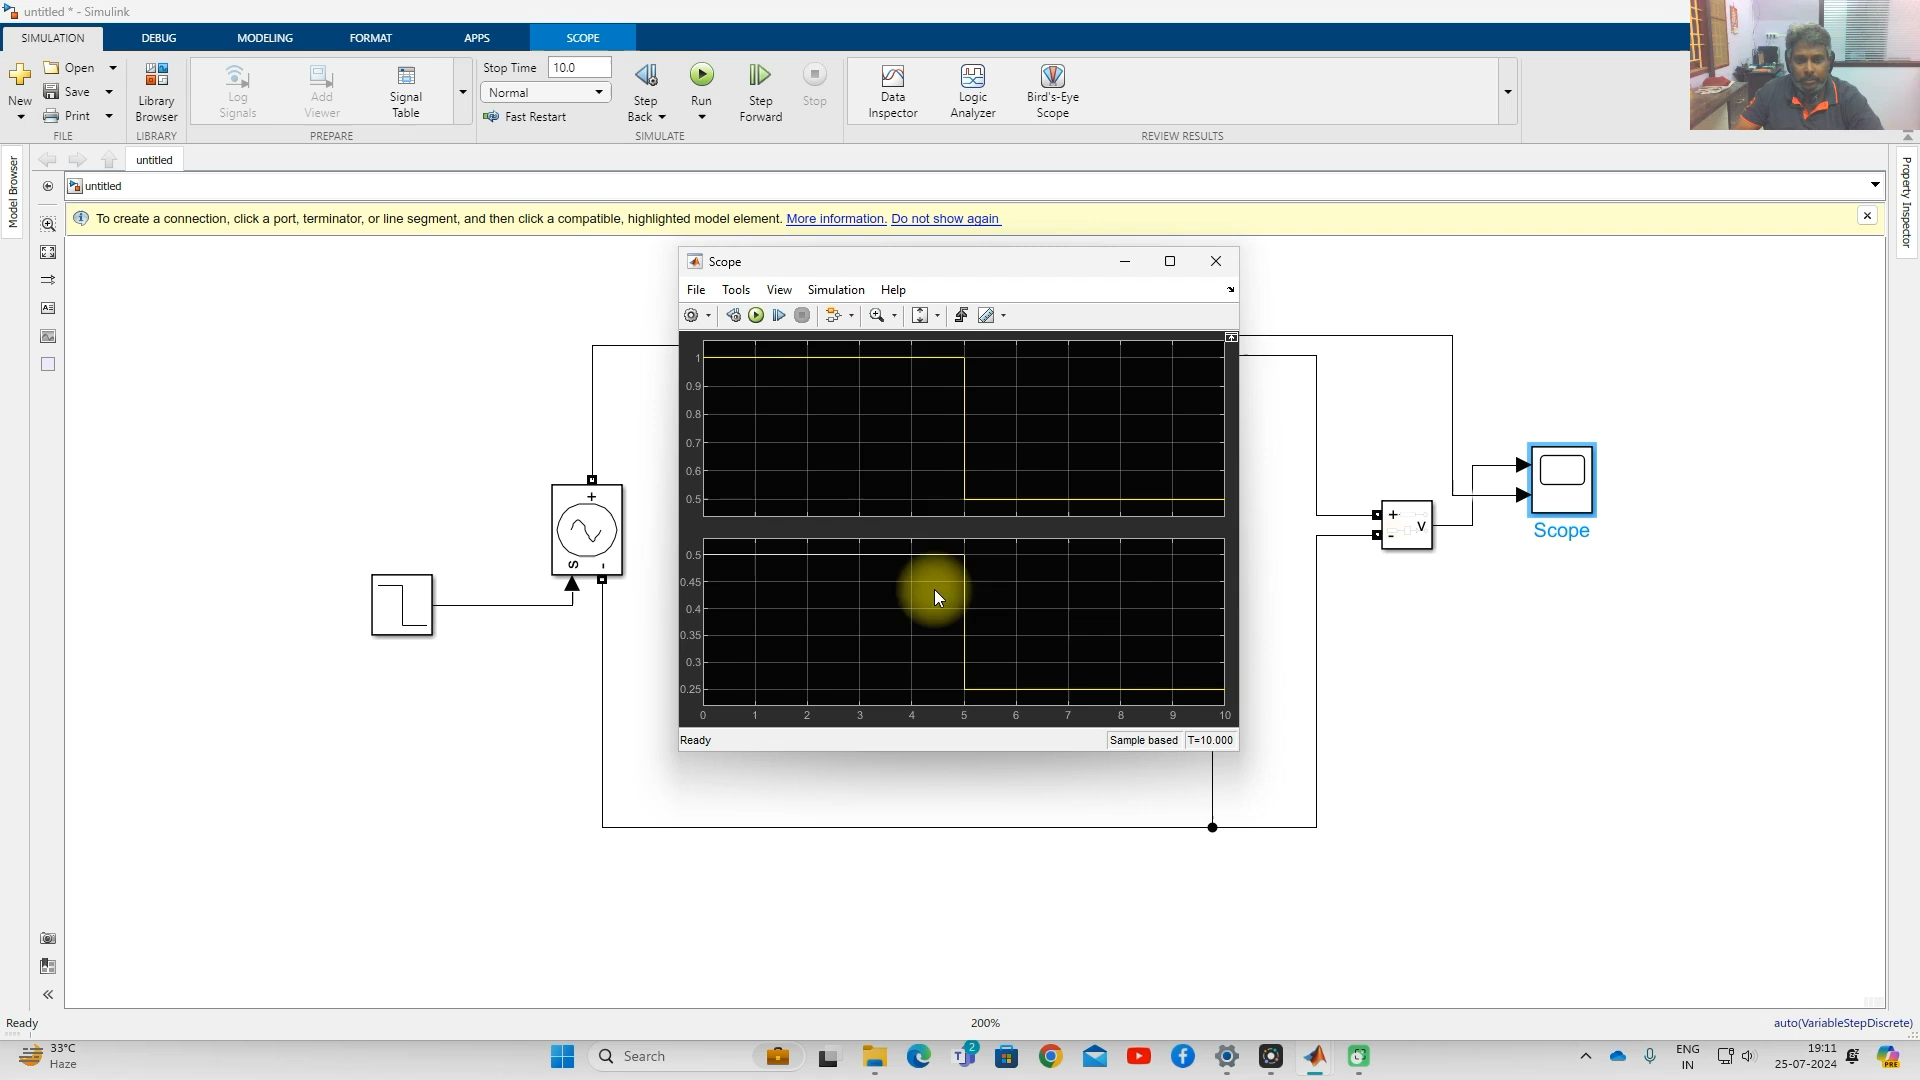 untitled * - Simulink
SIMULATION DEBUG MODELING FORMAT APPS SCOPE
New
Open
Save
Print
FILE
Library Browser
LIBRARY
Log Signals
Add Viewer
Signal Table
PREPARE
Stop Time 10.0
Normal
Fast Restart
Step Back
Run
Step Forward
Stop
SIMULATE
Data Inspector
Logic Analyzer
Bird's-Eye Scope
REVIEW RESULTS
Model Browser
untitled
untitled
Property Inspector
To create a connection, click a port, terminator, or line segment, and then click a compatible, highlighted model element. More information. Do not show again
Scope
File Tools View Simulation Help
1
0.9
0.8
0.7
0.6
0.5
0.5
0.45
0.4
0.35
0.3
0.25
0 1 2 3 4 5 6 7 8 9 10
Ready Sample based T=10.000
+
S -
+
-
V
Scope
Ready 200% auto(VariableStepDiscrete)
33°C
Haze
Search
2
ENG
IN
19:11
25-07-2024
PRE